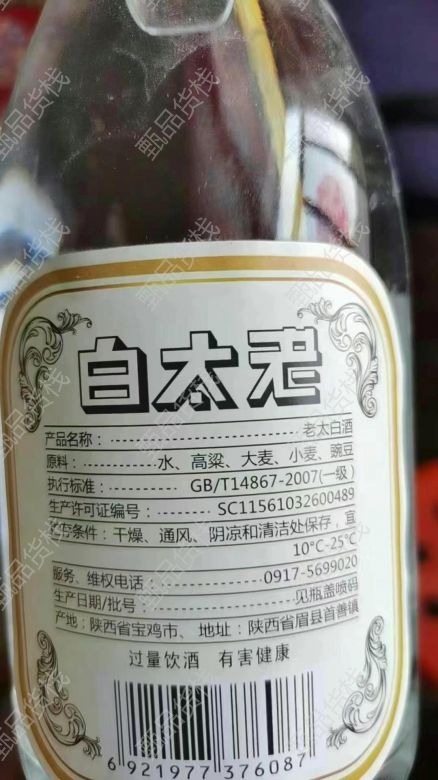 白太老
产品名称：老太白酒
原料：水、高粱、大麦、小麦、豌豆
执行标准：GB/T14867-2007(一级)
生产许可证编号：SC11561032600489
贮存条件：干燥、通风、阴凉和清洁处保存，宜
10°C-25°C
服务、维权电话：0917-5699020
生产日期/批号：见瓶盖喷码
产地：陕西省宝鸡市、地址：陕西省眉县首善镇
过量饮酒 有害健康
6 921977 376087
甄品货栈